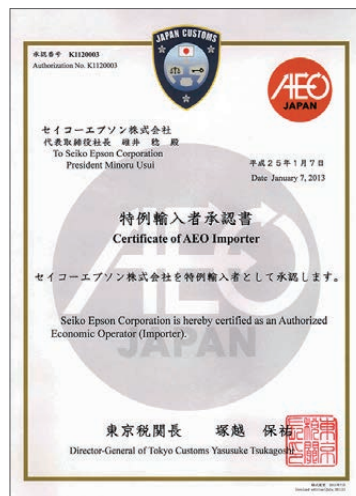 JAPAN CUSTOMS
承認番号 K1120003
Authorization No. K1120003
AEO
JAPAN
セイコーエプソン株式会社
代表取締役社長 碓井 稔 殿
To Seiko Epson Corporation
President Minoru Usui
平成25年1月7日
Date January 7, 2013
特例輸入者承認書
Certificate of AEO Importer
セイコーエプソン株式会社を特例輸入者として承認します。
Seiko Epson Corporation is hereby certified as an Authorized
Economic Operator (Importer).
AEO
JAPAN
東京税関長 塚越 保祐
Director-General of Tokyo Customs Yasusuke Tsukagoshi